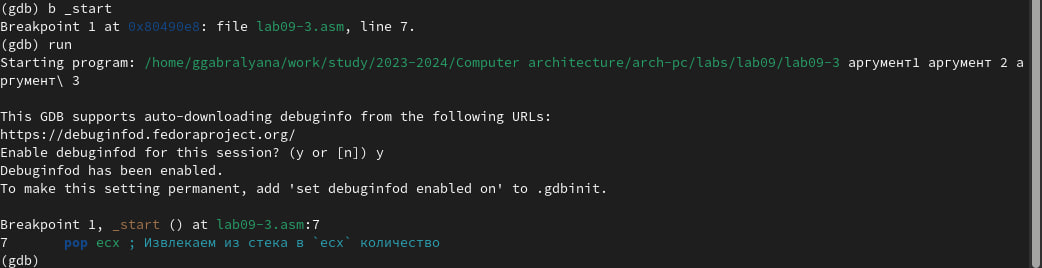 (gdb) b _start
Breakpoint 1 at 0x80490e8: file lab09-3.asm, line 7.
(gdb) run
Starting program: /home/ggabralyana/work/study/2023-2024/Computer architecture/arch-pc/labs/lab09/lab09-3 аргумент1 аргумент 2 а
ргумент\ 3
This GDB supports auto-downloading debuginfo from the following URLs:
https://debuginfod.fedoraproject.org/
Enable debuginfod for this session? (y or [n]) y
Debuginfod has been enabled.
To make this setting permanent, add 'set debuginfod enabled on' to .gdbinit.
Breakpoint 1, _start () at lab09-3.asm:7
7 pop ecx ; Извлекаем из стека в `ecx` количество
(gdb)